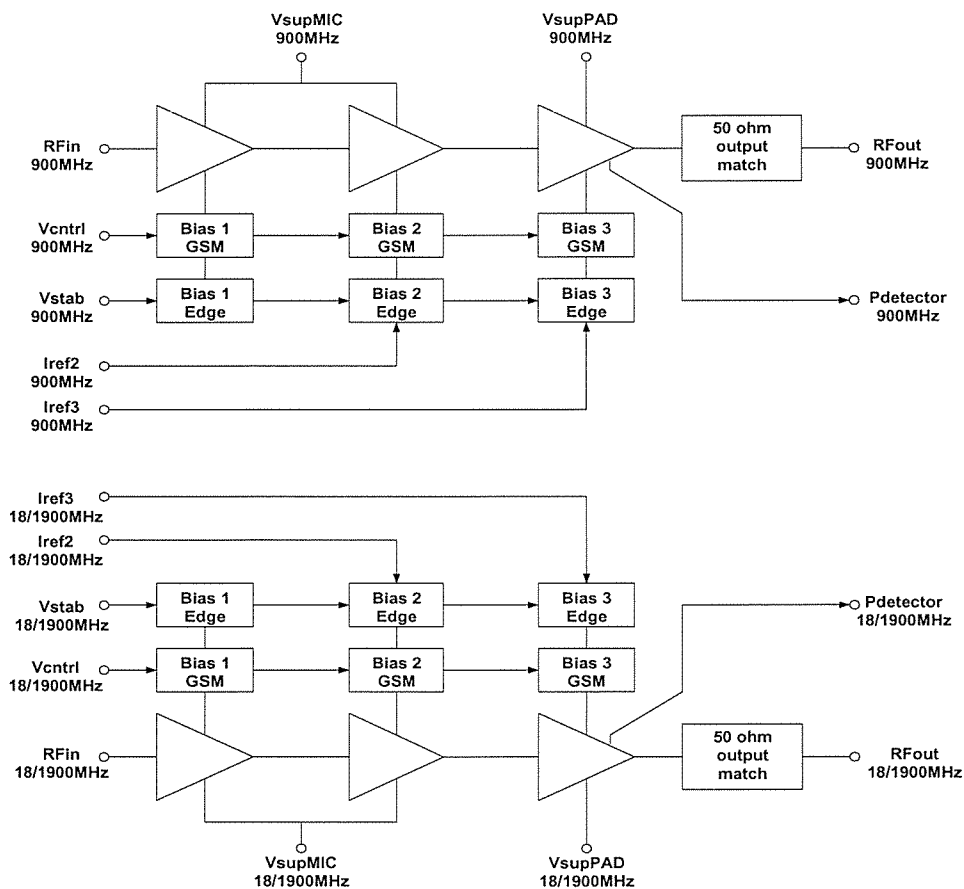 VsupMIC
900MHz
VsupPAD
900MHz
RFin
900MHz
50 ohm
output
match
RFout
900MHz
Vcntrl
900MHz
Bias 1
GSM
Bias 2
GSM
Bias 3
GSM
Vstab
900MHz
Bias 1
Edge
Bias 2
Edge
Bias 3
Edge
Pdetector
900MHz
Iref2
900MHz
Iref3
900MHz
Iref3
18/1900MHz
Iref2
18/1900MHz
Vstab
18/1900MHz
Bias 1
Edge
Bias 2
Edge
Bias 3
Edge
Pdetector
18/1900MHz
Vcntrl
18/1900MHz
Bias 1
GSM
Bias 2
GSM
Bias 3
GSM
RFin
18/1900MHz
50 ohm
output
match
RFout
18/1900MHz
VsupMIC
18/1900MHz
VsupPAD
18/1900MHz